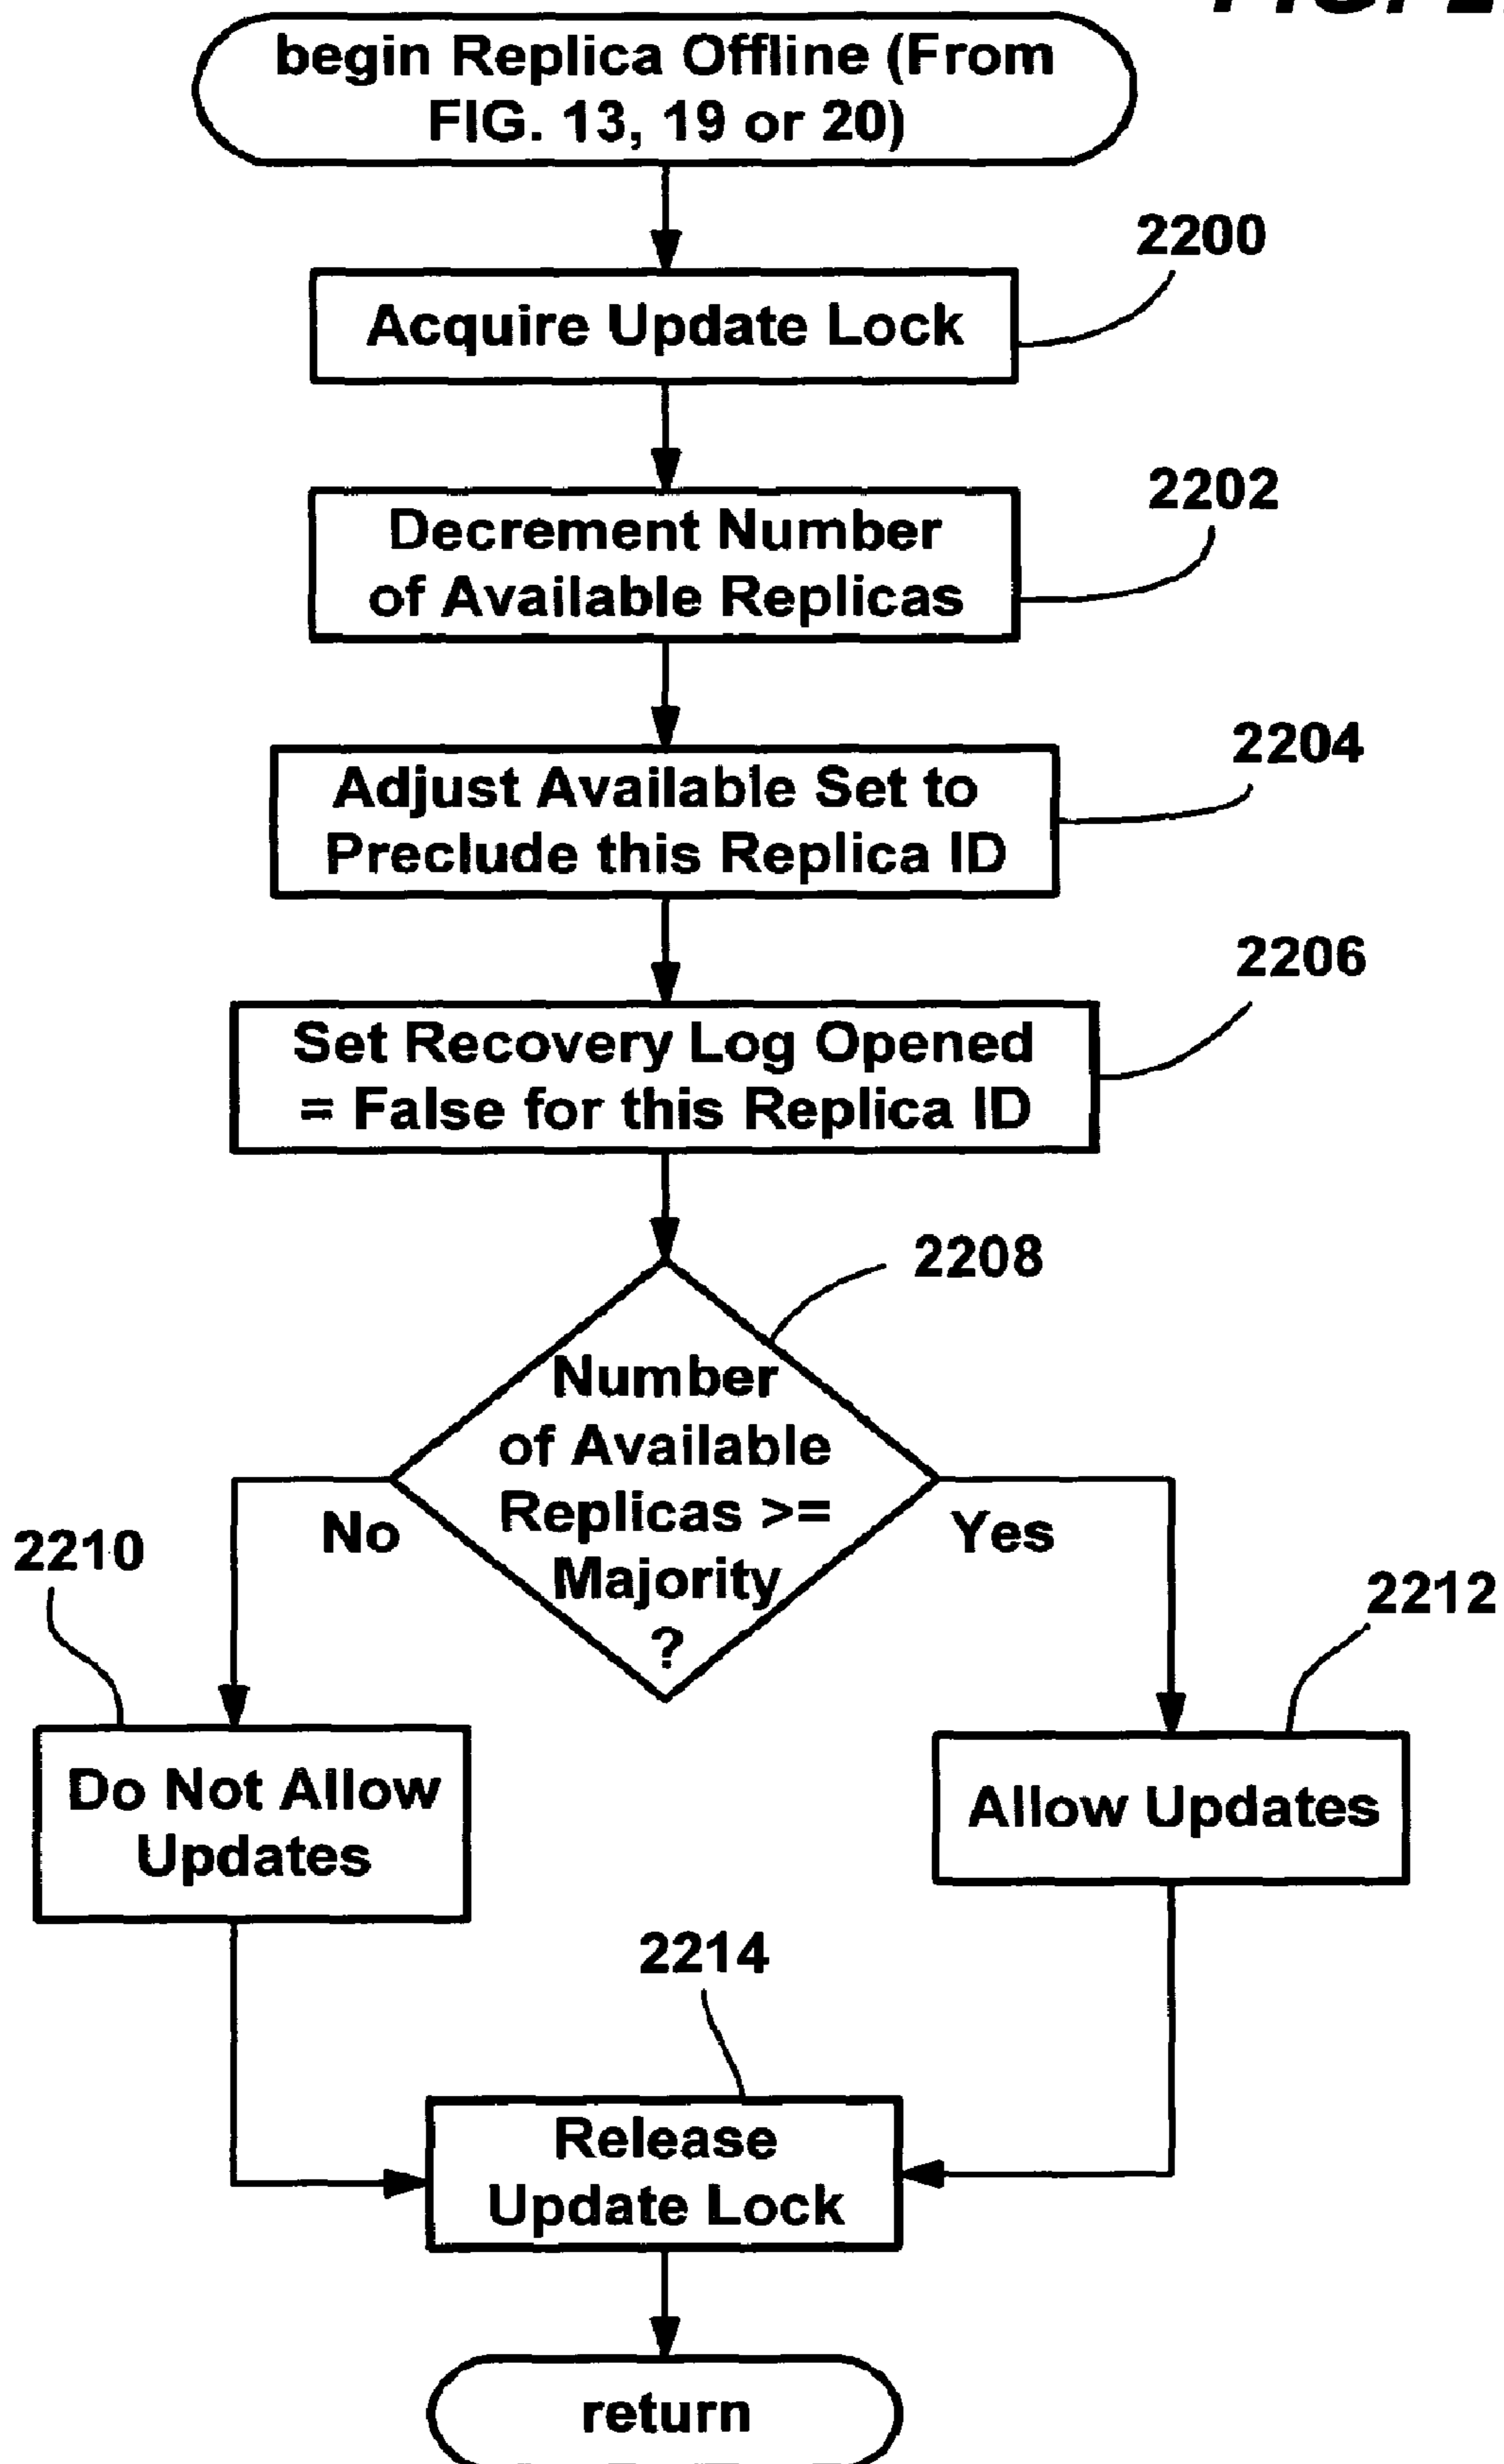 begin Replica Offline (From
FIG. 13, 19 or 20)
2200
Acquire Update Lock
2202
Decrement Number
of Available Replicas
2204
Adjust Available Set to
Preclude this Replica ID
2206
Set Recovery Log Opened
= False for this Replica ID
2208
Number
of Available
Replicas >=
Majority
?
No
Yes
2210
2212
Do Not Allow
Updates
Allow Updates
2214
Release
Update Lock
return